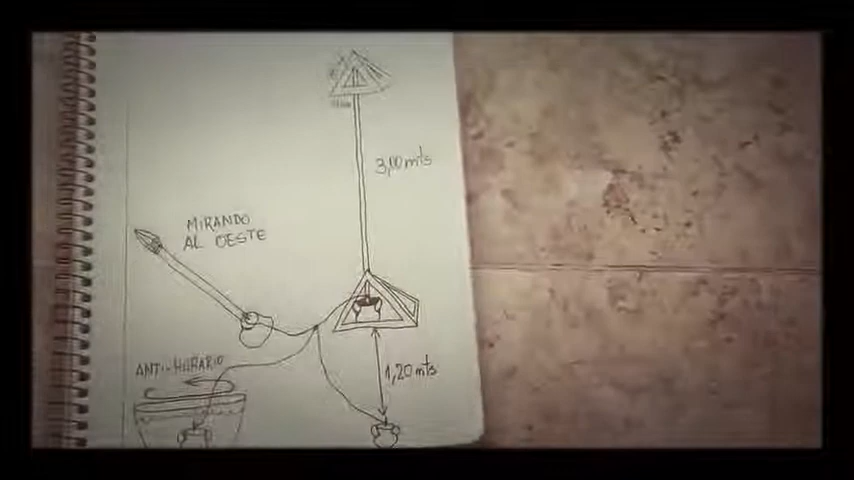 3,00 mts
MIRANDO
AL OESTE
ANTI-HORARIO
1,20 mts